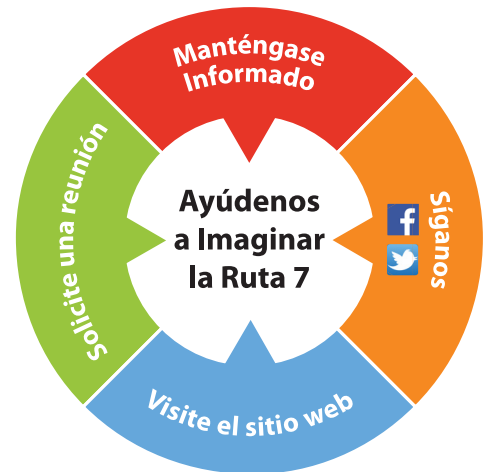 Manténgase
Informado
Síganos
Visite el sitio web
Solicite una reunión
Ayúdenos
a Imaginar
la Ruta 7